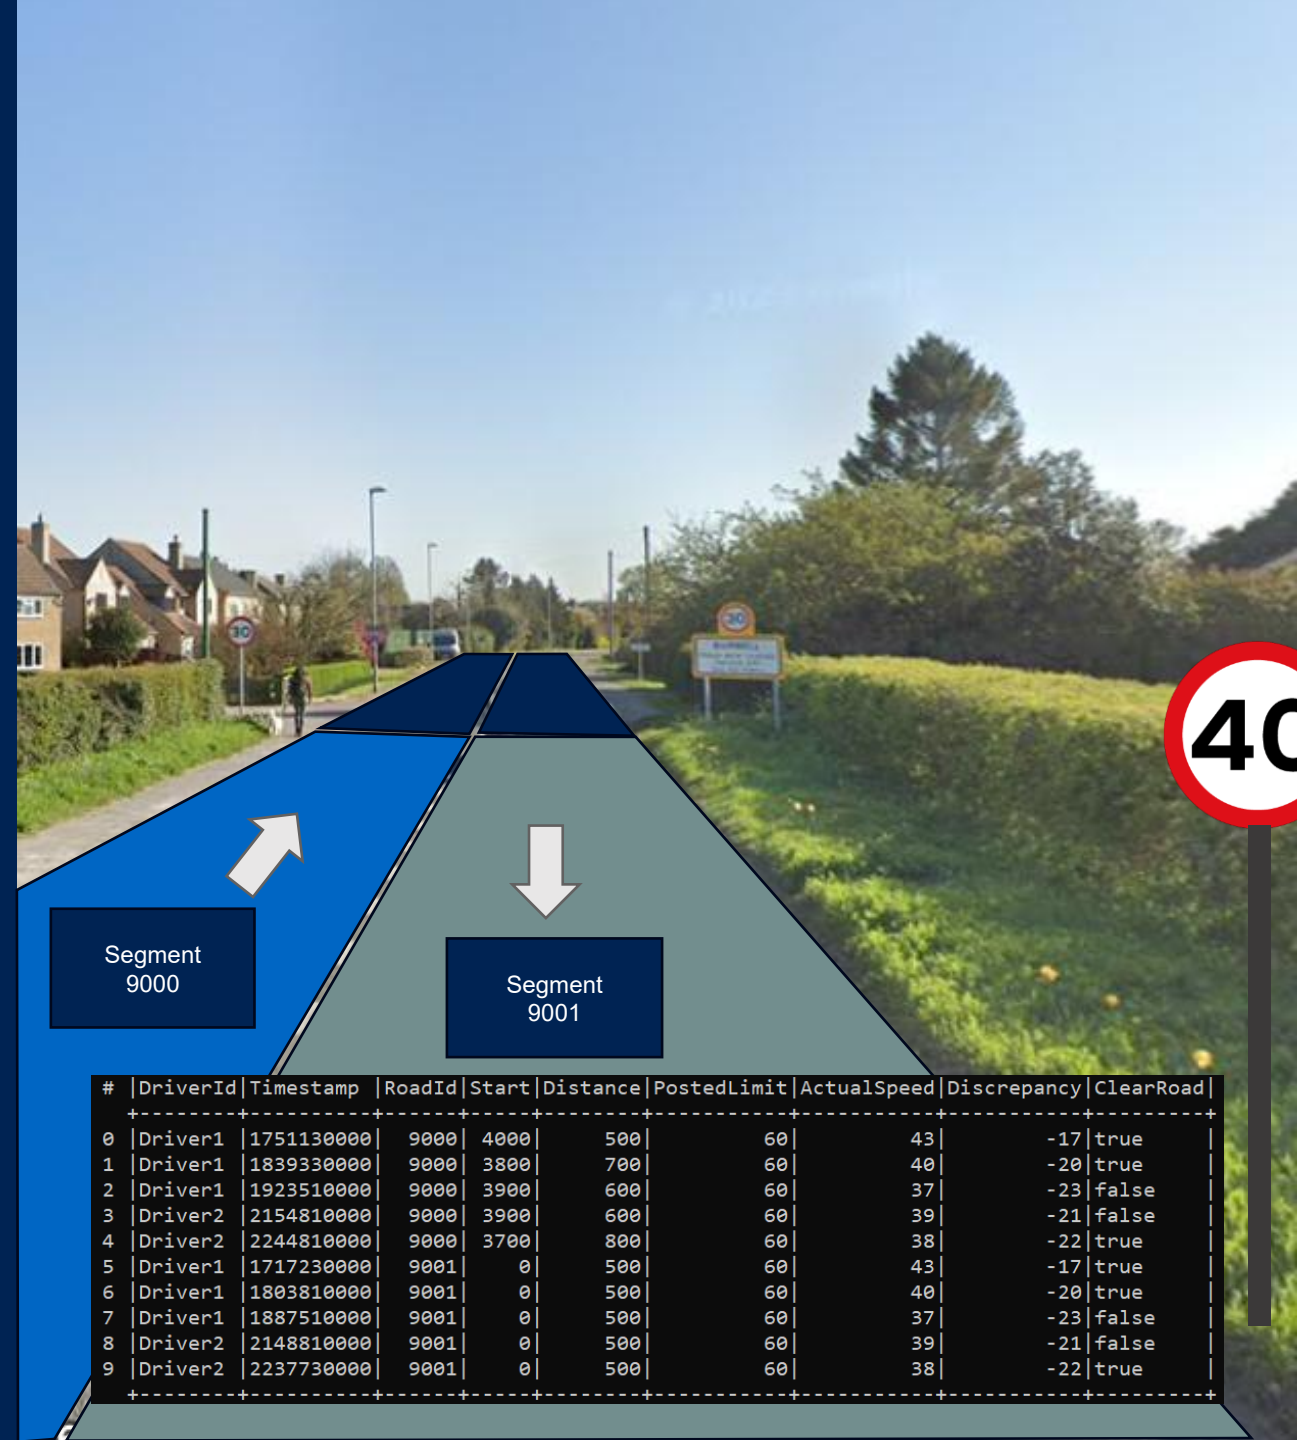 30
30
40
Segment
9000
Segment
9001
# |DriverId|Timestamp |RoadId|Start|Distance|PostedLimit|ActualSpeed|Discrepancy|ClearRoad|
+--------+----------+------+-----+--------+-----------+-----------+-----------+---------+
0 |Driver1 |1751130000| 9000| 4000| 500| 60| 43| -17|true |
1 |Driver1 |1839330000| 9000| 3800| 700| 60| 40| -20|true |
2 |Driver1 |1923510000| 9000| 3900| 600| 60| 37| -23|false |
3 |Driver2 |2154810000| 9000| 3900| 600| 60| 39| -21|false |
4 |Driver2 |2244810000| 9000| 3700| 800| 60| 38| -22|true |
5 |Driver1 |1717230000| 9001| 0| 500| 60| 43| -17|true |
6 |Driver1 |1803810000| 9001| 0| 500| 60| 40| -20|true |
7 |Driver1 |1887510000| 9001| 0| 500| 60| 37| -23|false |
8 |Driver2 |2148810000| 9001| 0| 500| 60| 39| -21|false |
9 |Driver2 |2237730000| 9001| 0| 500| 60| 38| -22|true |
+--------+----------+------+-----+--------+-----------+-----------+-----------+---------+